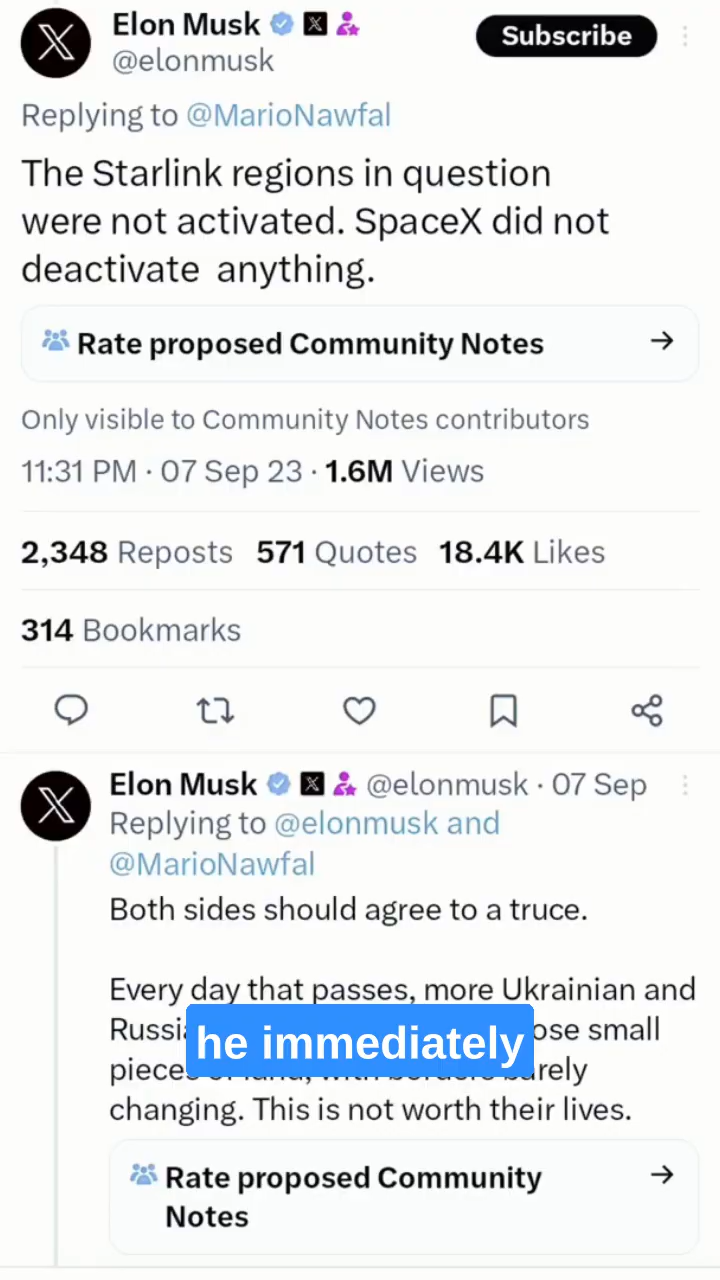 Elon Musk
@elonmusk
Subscribe
Replying to @MarioNawfal
The Starlink regions in question
were not activated. SpaceX did not
deactivate anything.
Rate proposed Community Notes
Only visible to Community Notes contributors
11:31 PM · 07 Sep 23 · 1.6M Views
2,348 Reposts 571 Quotes 18.4K Likes
314 Bookmarks
Elon Musk @elonmusk · 07 Sep
Replying to @elonmusk and
@MarioNawfal
Both sides should agree to a truce.
Every day that passes, more Ukrainian and
small
he immediately
changing. This is not worth their lives.
Rate proposed Community
Notes